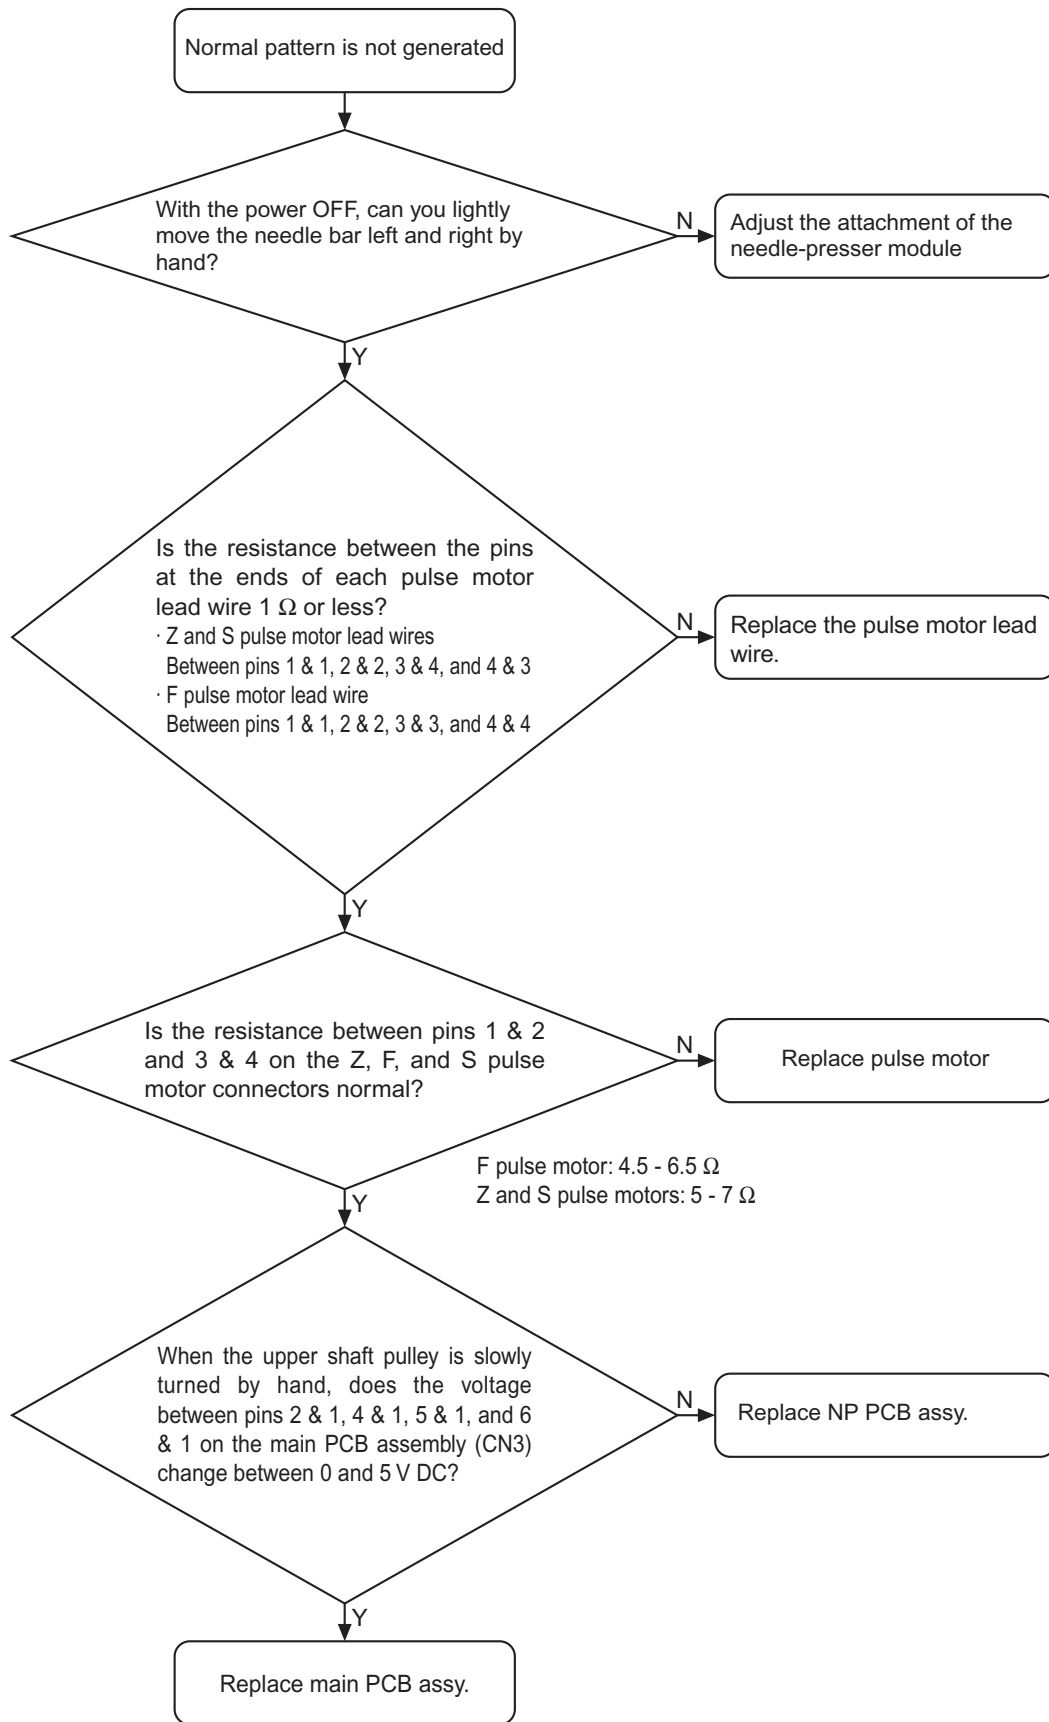 Normal pattern is not generated
With the power OFF, can you lightly
move the needle bar left and right by
hand?
N
Adjust the attachment of the
needle-presser module
Y
Is the resistance between the pins
at the ends of each pulse motor
lead wire 1 Ω or less?
· Z and S pulse motor lead wires
Between pins 1 & 1, 2 & 2, 3 & 4, and 4 & 3
· F pulse motor lead wire
Between pins 1 & 1, 2 & 2, 3 & 3, and 4 & 4
N
Replace the pulse motor lead
wire.
Y
Is the resistance between pins 1 & 2
and 3 & 4 on the Z, F, and S pulse
motor connectors normal?
N
Replace pulse motor
F pulse motor: 4.5 - 6.5 Ω
Z and S pulse motors: 5 - 7 Ω
Y
When the upper shaft pulley is slowly
turned by hand, does the voltage
between pins 2 & 1, 4 & 1, 5 & 1, and 6
& 1 on the main PCB assembly (CN3)
change between 0 and 5 V DC?
N
Replace NP PCB assy.
Y
Replace main PCB assy.